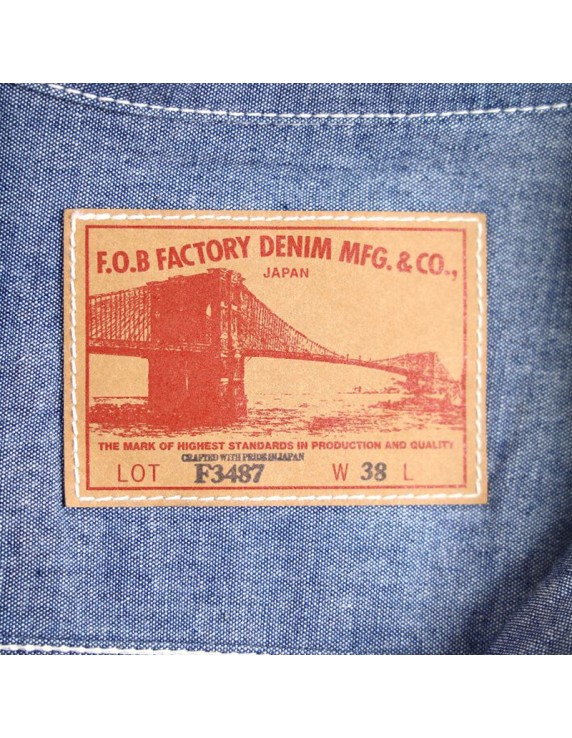 F.O.B FACTORY DENIM MFG. & CO.,
JAPAN
THE MARK OF HIGHEST STANDARDS IN PRODUCTION AND QUALITY
CRAFTED WITH PRIDE IN JAPAN
LOT F3487 W 38 L